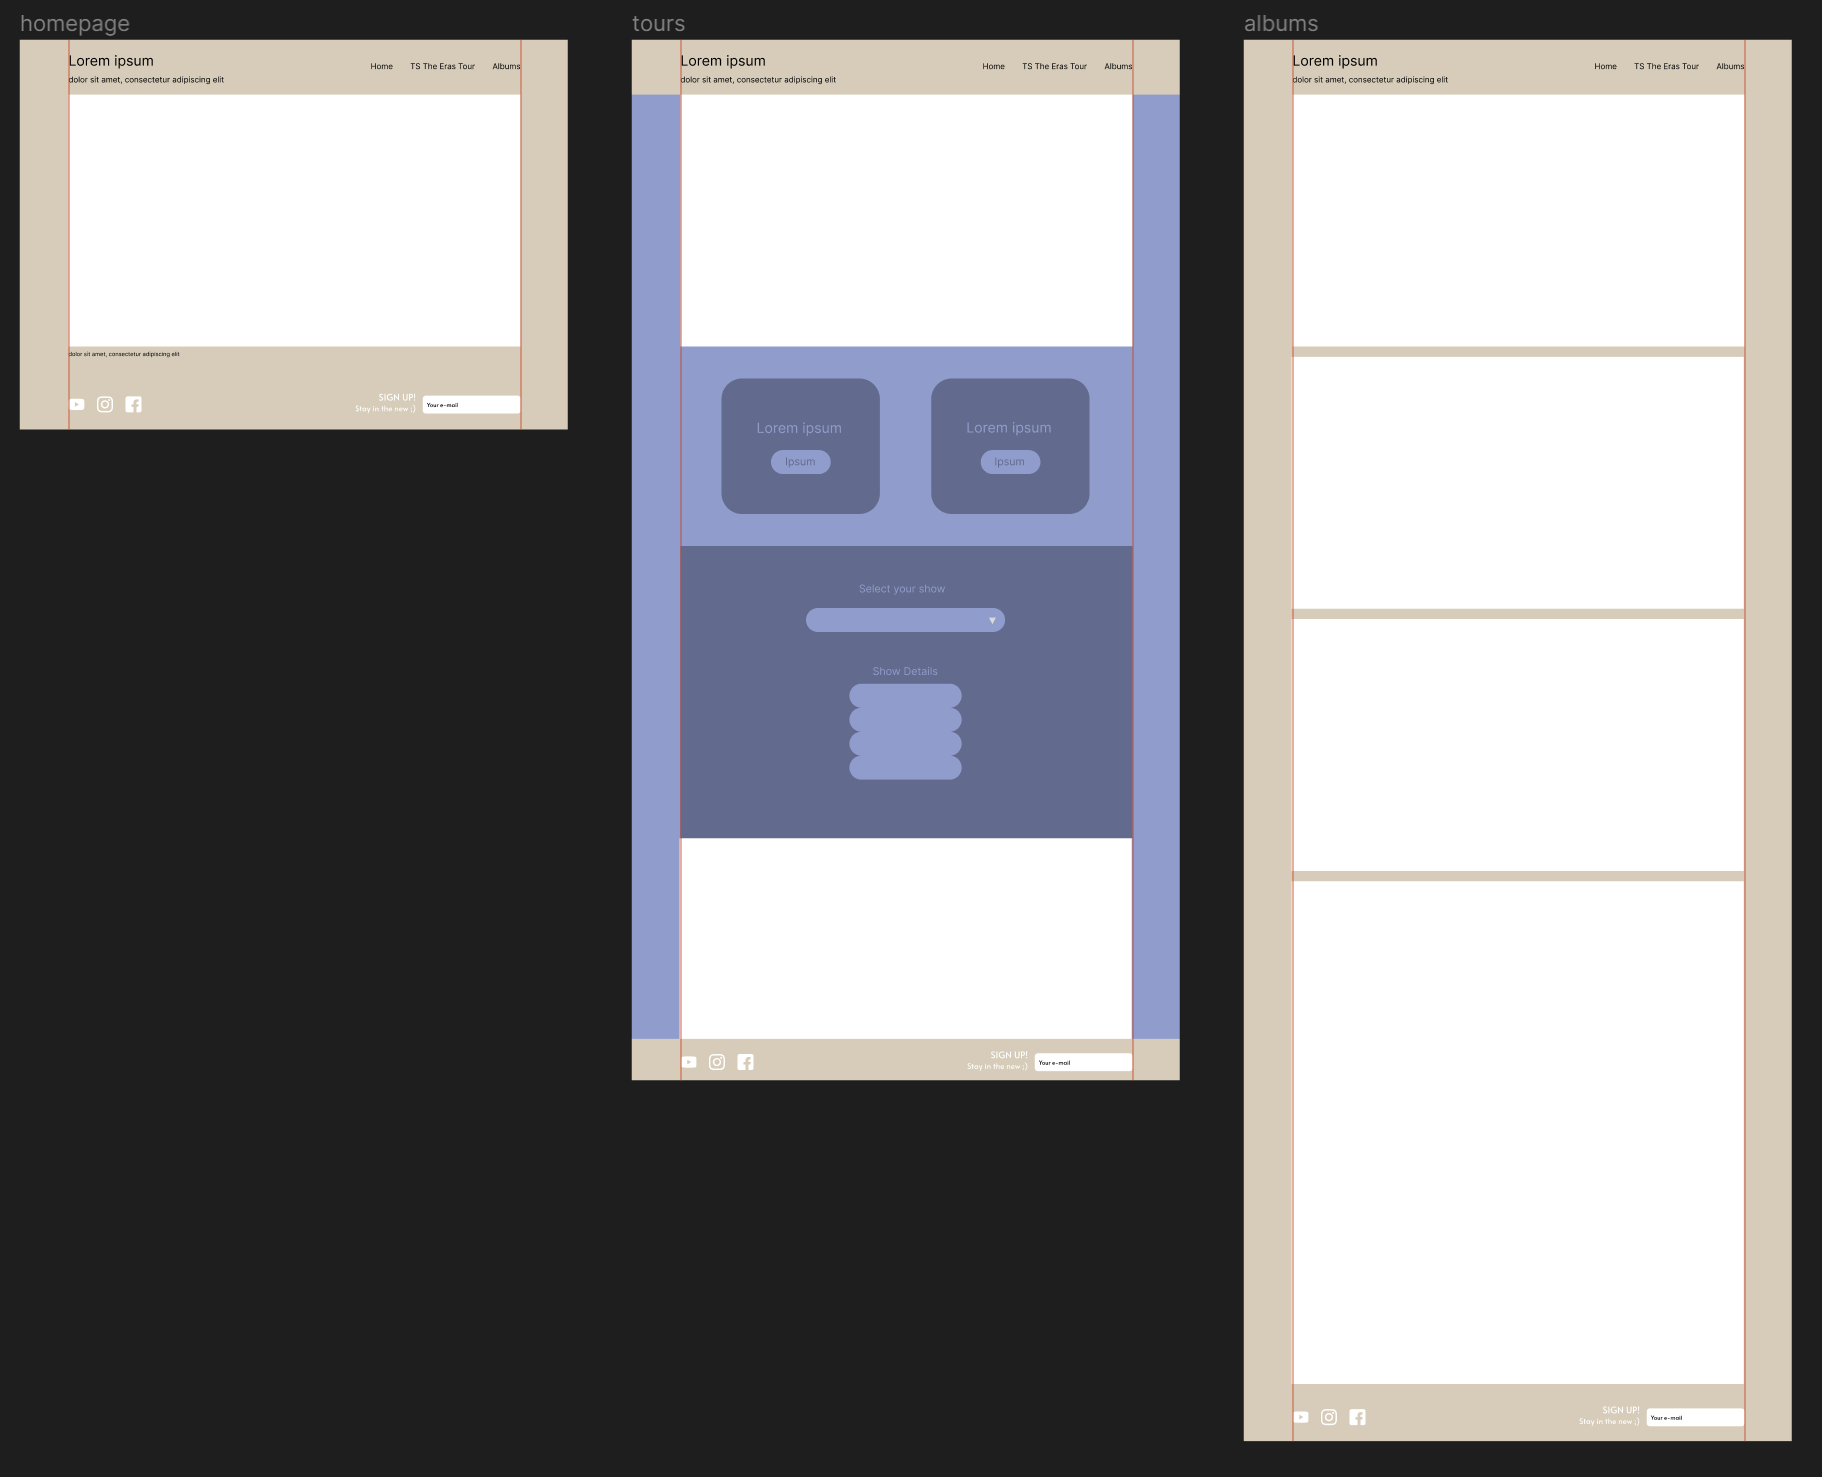 homepage
Lorem ipsum
dolor sit amet, consectetur adipiscing elit
Home TS The Eras Tour Albums
dolor sit amet, consectetur adipiscing elit
SIGN UP!
Stay in the new ;)
Your e-mail
tours
Lorem ipsum
dolor sit amet, consectetur adipiscing elit
Home TS The Eras Tour Albums
Lorem ipsum
Ipsum
Lorem ipsum
Ipsum
Select your show
Show Details
SIGN UP!
Stay in the new ;)
Your e-mail
albums
Lorem ipsum
dolor sit amet, consectetur adipiscing elit
Home TS The Eras Tour Albums
SIGN UP!
Stay in the new ;)
Your e-mail